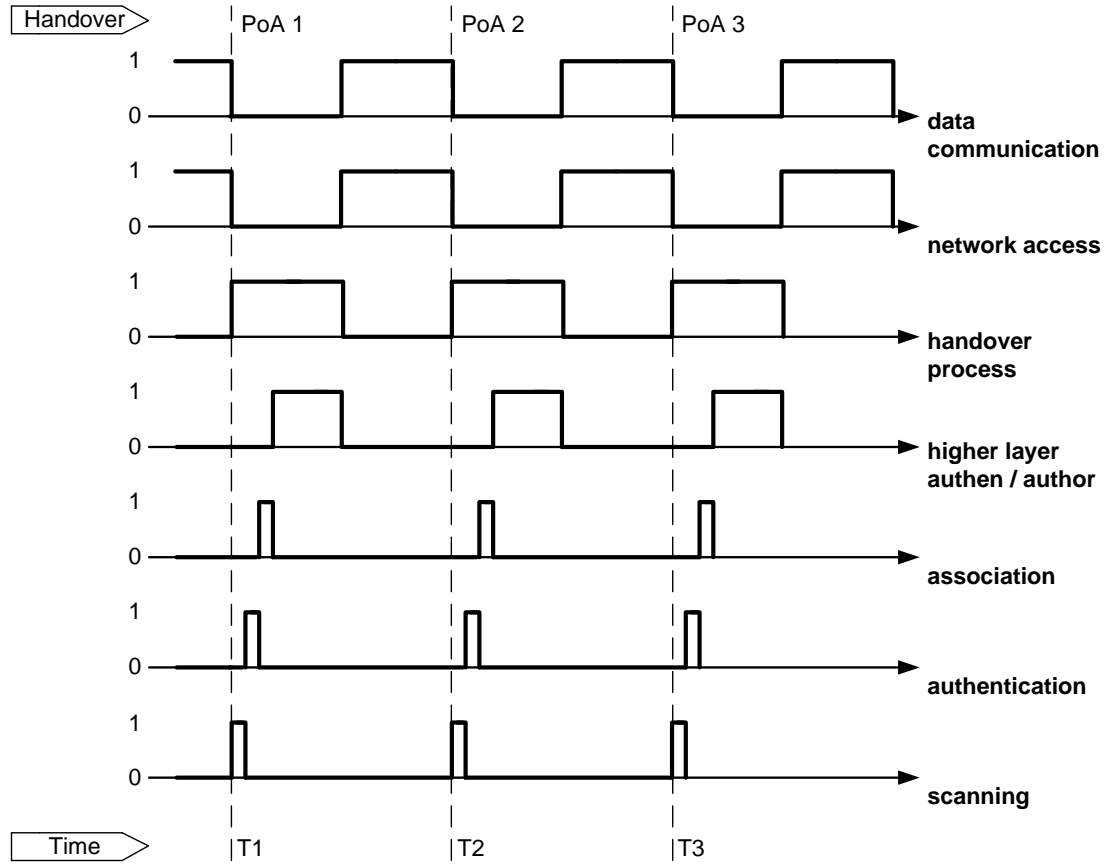 Handover
PoA 1
PoA 2
PoA 3
1
0
data
communication
1
0
network access
1
0
handover
process
1
0
higher layer
authen / author
1
0
association
1
0
authentication
1
0
scanning
Time
T1
T2
T3